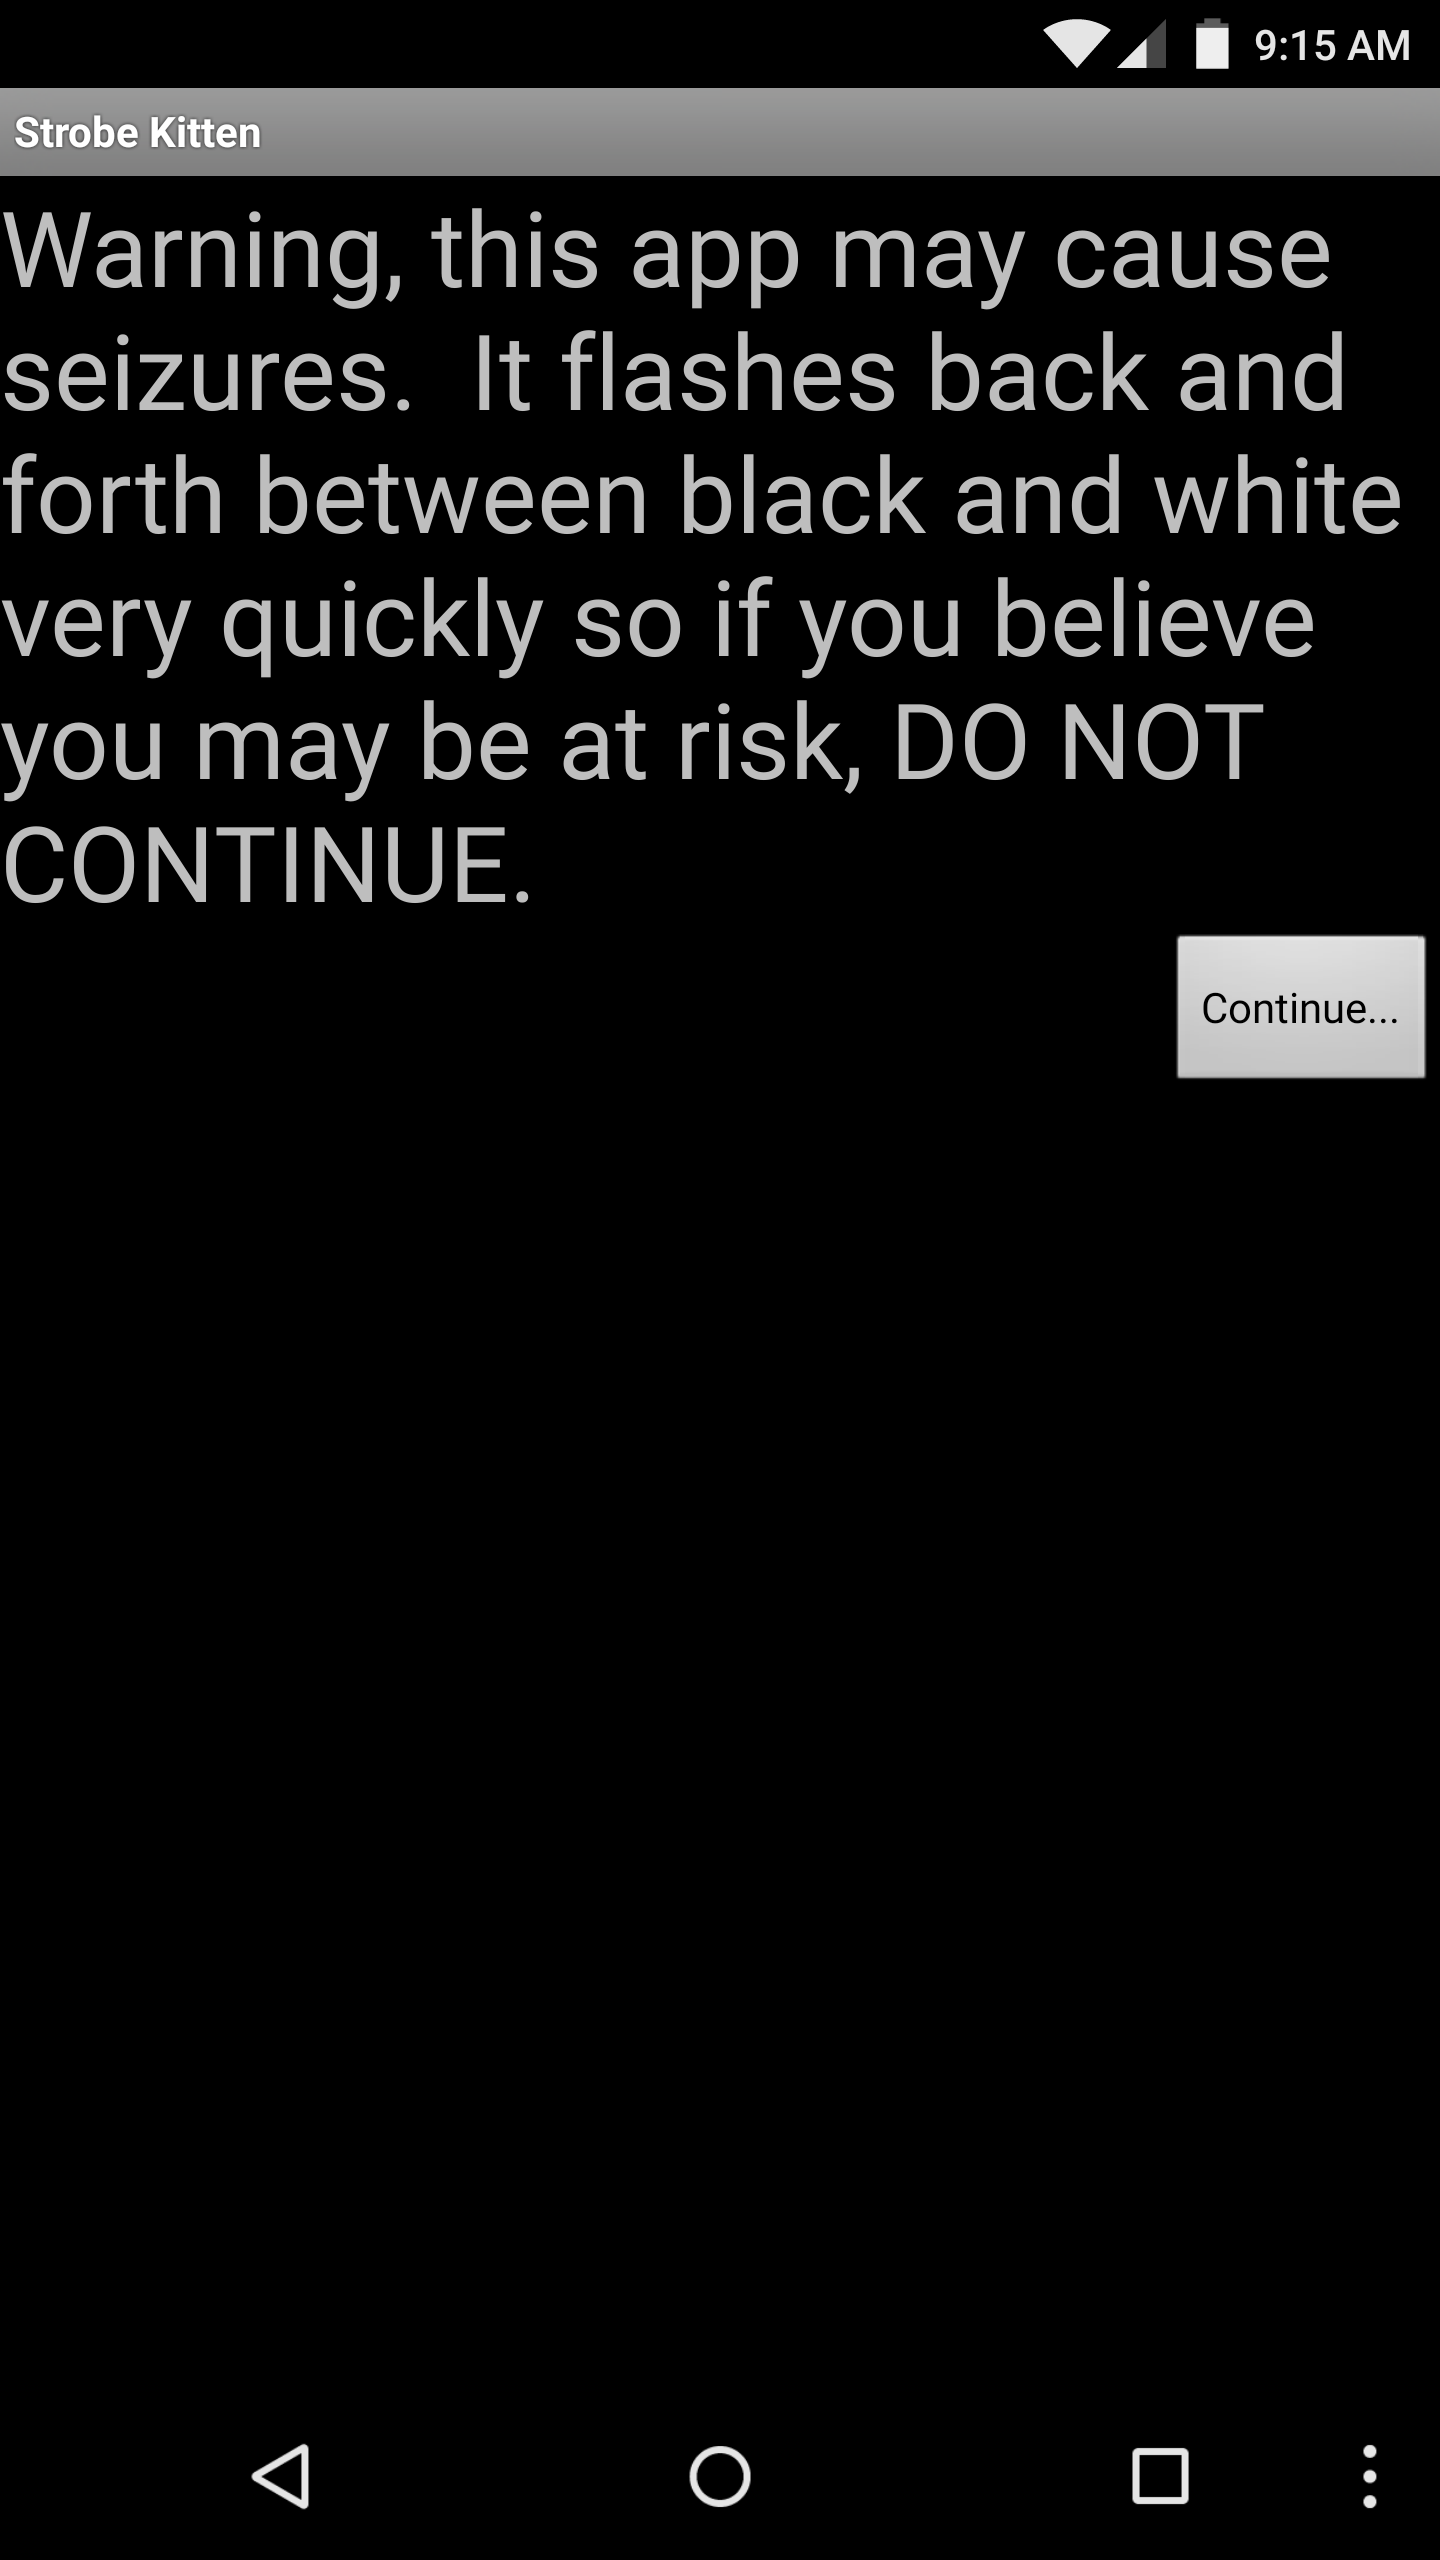 9:15 AM
Strobe Kitten
Warning, this app may cause
seizures.  It flashes back and
forth between black and white
very quickly so if you believe
you may be at risk, DO NOT
CONTINUE.
Continue...